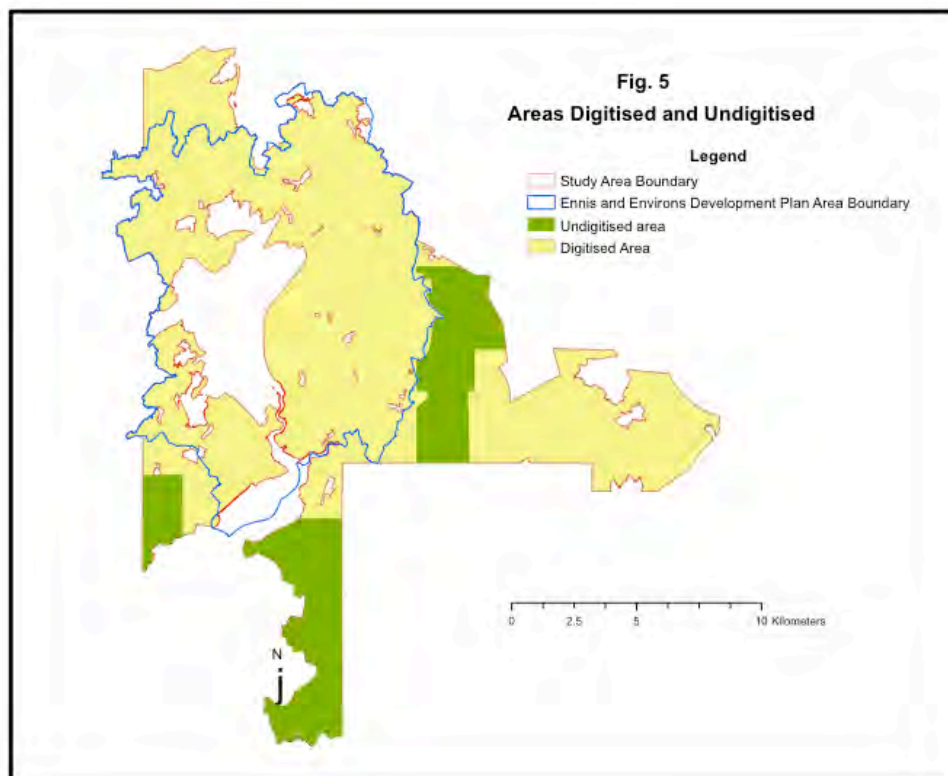 Fig. 5
Areas Digitised and Undigitised
Legend
Study Area Boundary
Ennis and Environs Development Plan Area Boundary
Undigitised area
Digitised Area
0 2.5 5 10 Kilometers
N
j